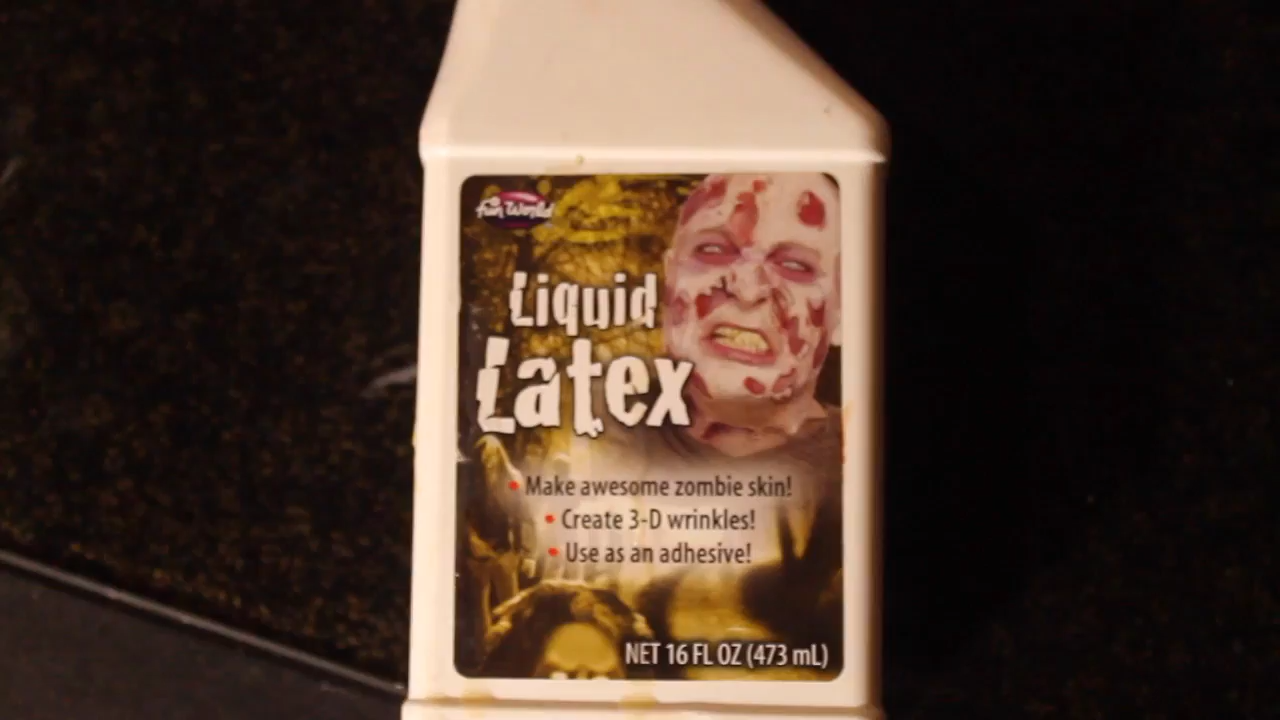 Fun World
Liquid
Latex
• Make awesome zombie skin!
• Create 3-D wrinkles!
• Use as an adhesive!
NET 16 FL OZ (473 mL)